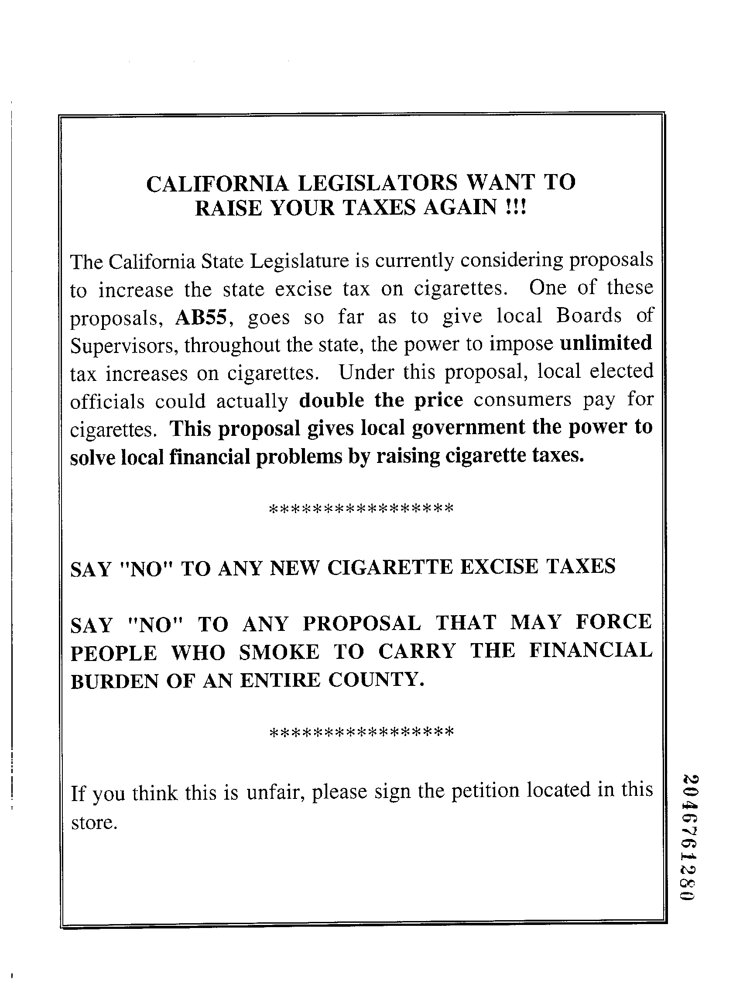 CALIFORNIA LEGISLATORS WANT TO
RAISE YOUR TAXES AGAIN !!!
The California State Legislature is currently considering proposals
to increase the state excise tax on cigarettes. One of these
proposals, AB55, goes so far as to give local Boards of
Supervisors, throughout the state, the power to impose unlimited
tax increases on cigarettes. Under this proposal, local elected
officials could actually double the price consumers pay for
cigarettes. This proposal gives local government the power to
solve local financial problems by raising cigarette taxes.
*****************
SAY "NO" TO ANY NEW CIGARETTE EXCISE TAXES
SAY "NO" TO ANY PROPOSAL THAT MAY FORCE
PEOPLE WHO SMOKE TO CARRY THE FINANCIAL
BURDEN OF AN ENTIRE COUNTY.
*****************
If you think this is unfair, please sign the petition located in this
store.
2046761280